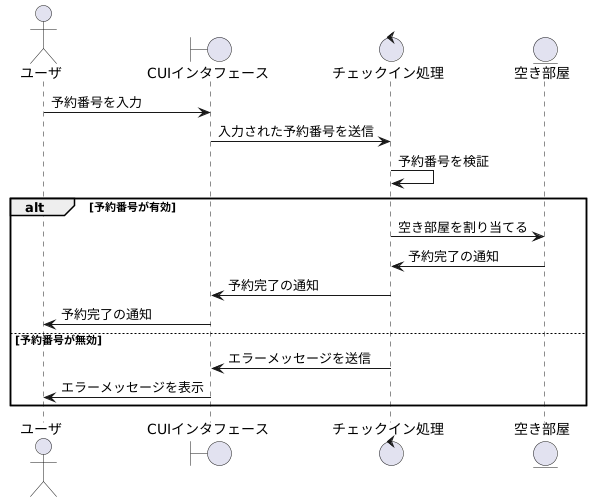 ユーザ
CUIインタフェース
チェックイン処理
空き部屋
予約番号を入力
入力された予約番号を送信
予約番号を検証
alt [予約番号が有効]
空き部屋を割り当てる
予約完了の通知
予約完了の通知
予約完了の通知
[予約番号が無効]
エラーメッセージを送信
エラーメッセージを表示
ユーザ
CUIインタフェース
チェックイン処理
空き部屋